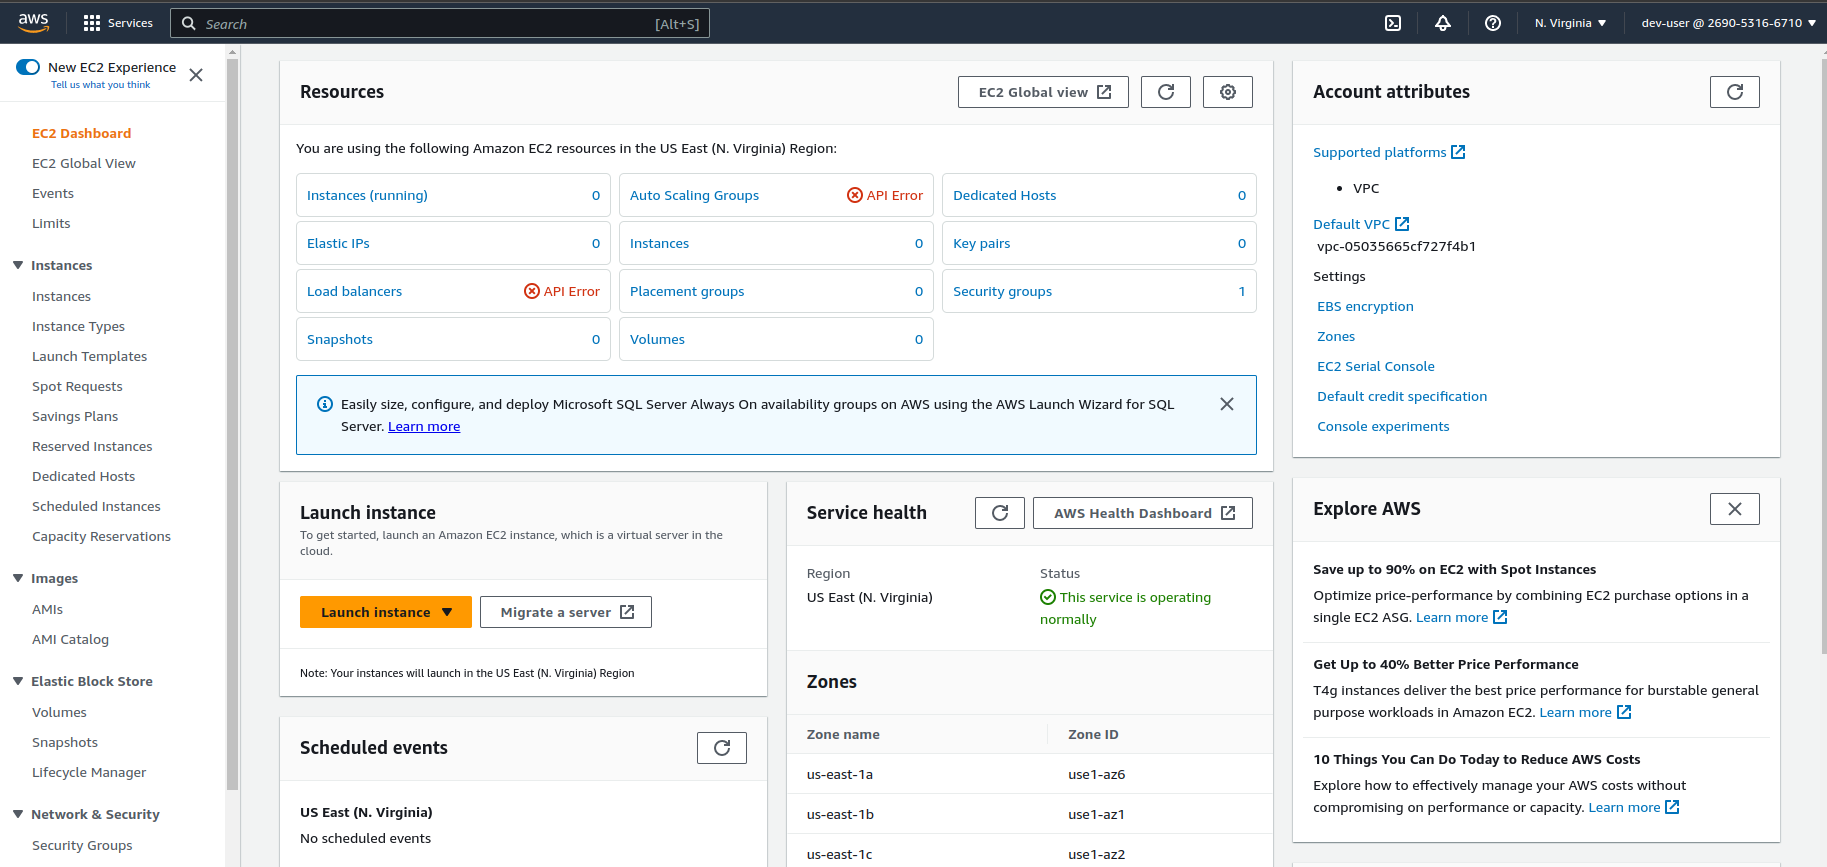 aws
Services
Search
[Alt+S]
N. Virginia
dev-user @ 2690-5316-6710
New EC2 Experience
Tell us what you think
EC2 Dashboard
EC2 Global View
Events
Limits
Instances
Instances
Instance Types
Launch Templates
Spot Requests
Savings Plans
Reserved Instances
Dedicated Hosts
Scheduled Instances
Capacity Reservations
Images
AMIs
AMI Catalog
Elastic Block Store
Volumes
Snapshots
Lifecycle Manager
Network & Security
Security Groups
Resources
EC2 Global view
You are using the following Amazon EC2 resources in the US East (N. Virginia) Region:
Instances (running) 0
Auto Scaling Groups API Error
Dedicated Hosts 0
Elastic IPs 0
Instances 0
Key pairs 0
Load balancers API Error
Placement groups 0
Security groups 1
Snapshots 0
Volumes 0
Easily size, configure, and deploy Microsoft SQL Server Always On availability groups on AWS using the AWS Launch Wizard for SQL
Server. Learn more
Launch instance
To get started, launch an Amazon EC2 instance, which is a virtual server in the
cloud.
Launch instance
Migrate a server
Note: Your instances will launch in the US East (N. Virginia) Region
Scheduled events
US East (N. Virginia)
No scheduled events
Service health
AWS Health Dashboard
Region
US East (N. Virginia)
Status
This service is operating
normally
Zones
Zone name Zone ID
us-east-1a use1-az6
us-east-1b use1-az1
us-east-1c use1-az2
Account attributes
Supported platforms
• VPC
Default VPC
vpc-05035665cf727f4b1
Settings
EBS encryption
Zones
EC2 Serial Console
Default credit specification
Console experiments
Explore AWS
Save up to 90% on EC2 with Spot Instances
Optimize price-performance by combining EC2 purchase options in a
single EC2 ASG. Learn more
Get Up to 40% Better Price Performance
T4g instances deliver the best price performance for burstable general
purpose workloads in Amazon EC2. Learn more
10 Things You Can Do Today to Reduce AWS Costs
Explore how to effectively manage your AWS costs without
compromising on performance or capacity. Learn more